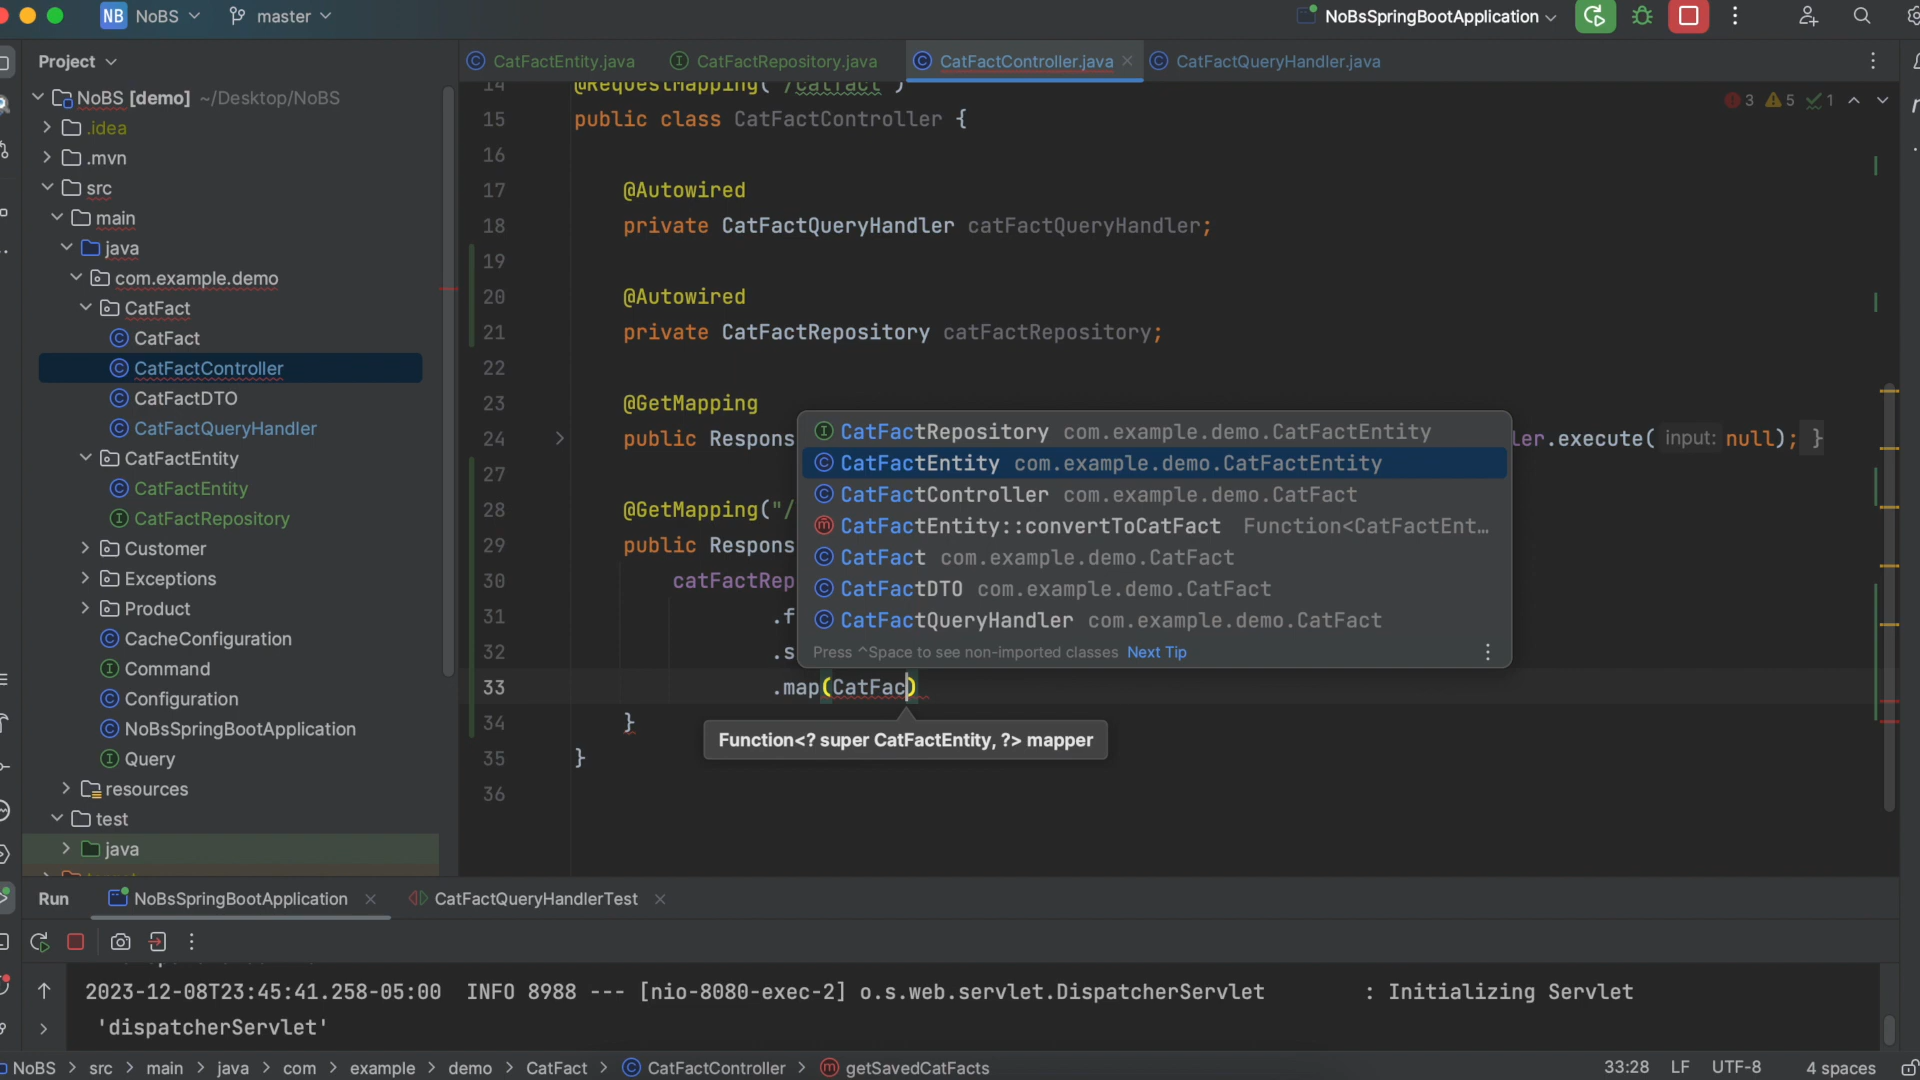 NB NoBS master NoBsSpringBootApplication
Project
CatFactEntity.java CatFactRepository.java CatFactController.java CatFactQueryHandler.java
NoBS [demo] ~/Desktop/NoBS
.idea
.mvn
src
main
java
com.example.demo
CatFact
CatFact
CatFactController
CatFactDTO
CatFactQueryHandler
CatFactEntity
CatFactEntity
CatFactRepository
Customer
Exceptions
Product
CacheConfiguration
Command
Configuration
NoBsSpringBootApplication
Query
resources
test
java
3 5 1
14 @RequestMapping("/catfact")
15 public class CatFactController {
16
17 @Autowired
18 private CatFactQueryHandler catFactQueryHandler;
19
20 @Autowired
21 private CatFactRepository catFactRepository;
22
23 @GetMapping
24 public Respons ler.execute( input: null); }
27
28 @GetMapping("/
29 public Respons
30 catFactRep
31 .f
32 .s
33 .map(CatFac)
34 }
35 }
36
CatFactRepository com.example.demo.CatFactEntity
CatFactEntity com.example.demo.CatFactEntity
CatFactController com.example.demo.CatFact
CatFactEntity::convertToCatFact Function<CatFactEnt…
CatFact com.example.demo.CatFact
CatFactDTO com.example.demo.CatFact
CatFactQueryHandler com.example.demo.CatFact
Press ^Space to see non-imported classes Next Tip
Function<? super CatFactEntity, ?> mapper
Run NoBsSpringBootApplication CatFactQueryHandlerTest
2023-12-08T23:45:41.258-05:00 INFO 8988 --- [nio-8080-exec-2] o.s.web.servlet.DispatcherServlet : Initializing Servlet
'dispatcherServlet'
NoBS > src > main > java > com > example > demo > CatFact > CatFactController > getSavedCatFacts 33:28 LF UTF-8 4 spaces